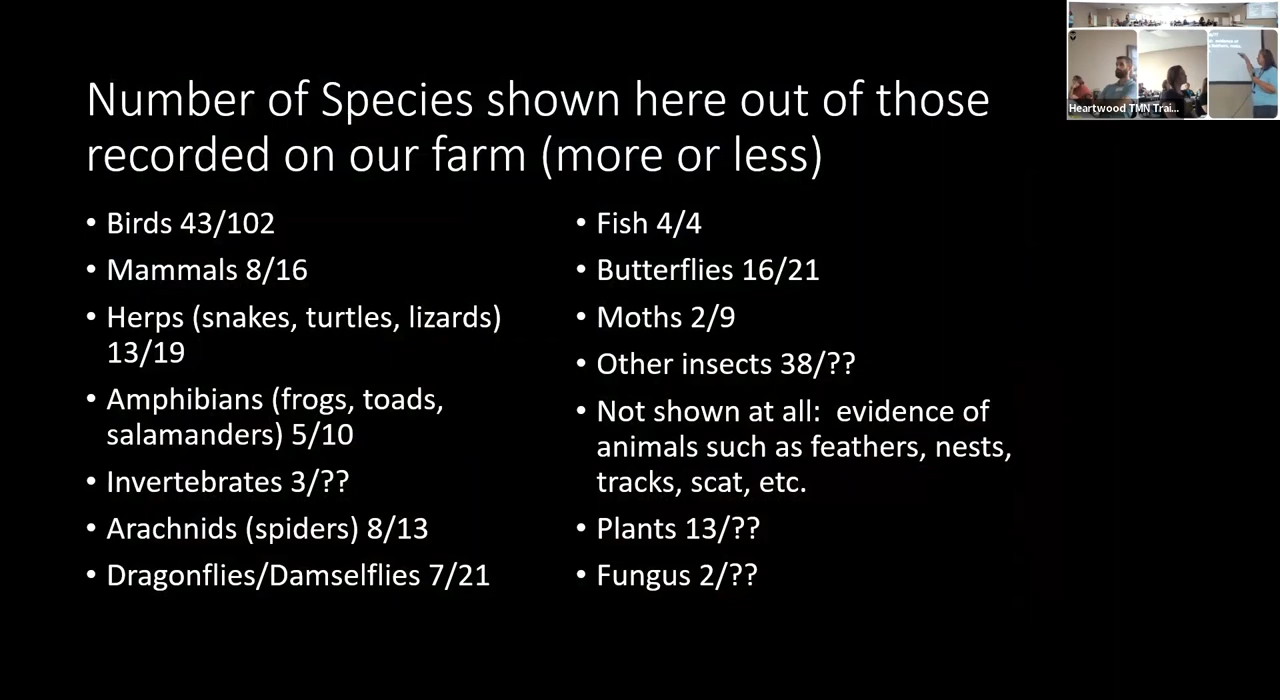 Number of Species shown here out of those
recorded on our farm (more or less)
• Birds 43/102
• Mammals 8/16
• Herps (snakes, turtles, lizards)
13/19
• Amphibians (frogs, toads,
salamanders) 5/10
• Invertebrates 3/??
• Arachnids (spiders) 8/13
• Dragonflies/Damselflies 7/21
• Fish 4/4
• Butterflies 16/21
• Moths 2/9
• Other insects 38/??
• Not shown at all:  evidence of
animals such as feathers, nests,
tracks, scat, etc.
• Plants 13/??
• Fungus 2/??
Heartwood TMN Trai...